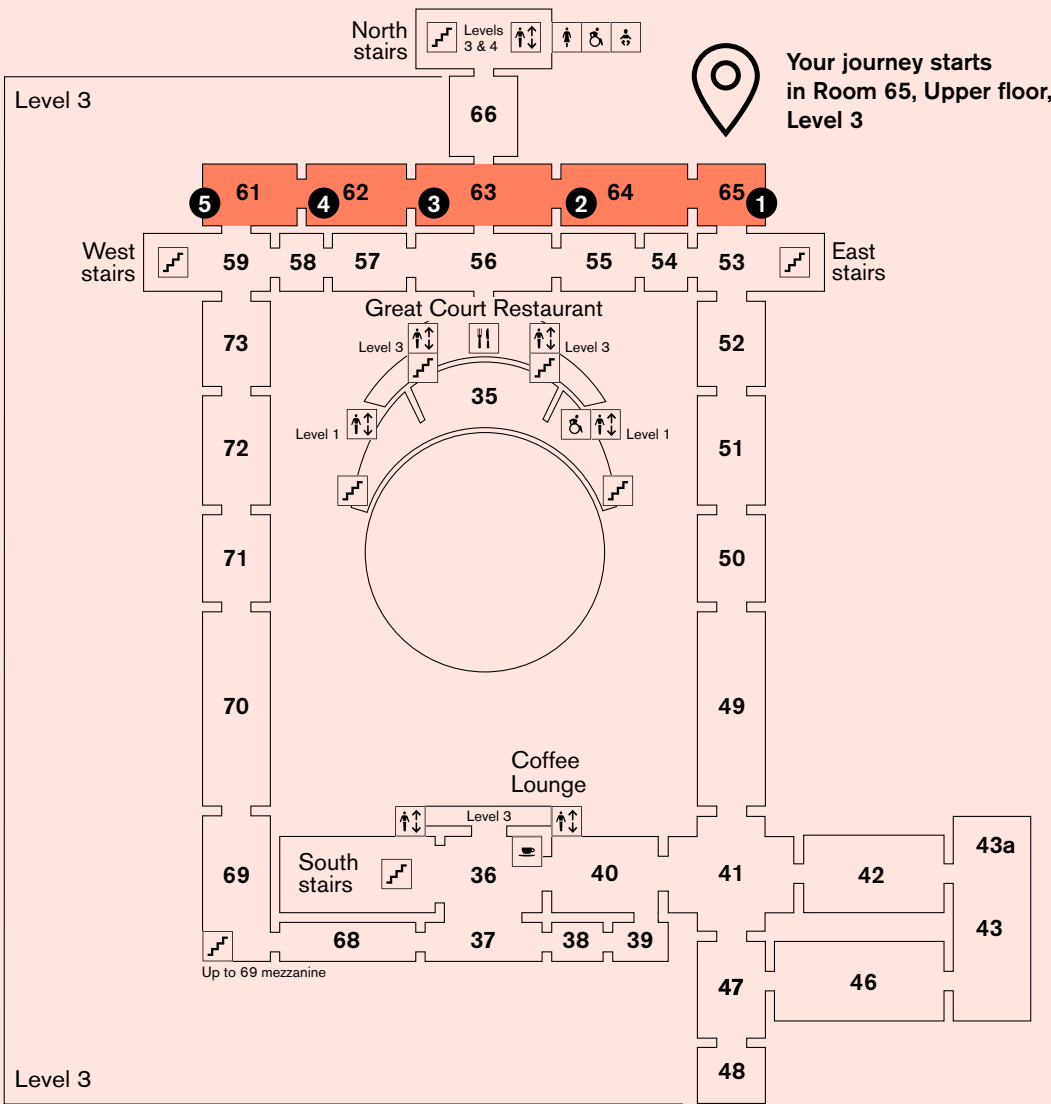 North
stairs
Levels
3 & 4
Your journey starts
in Room 65, Upper floor,
Level 3
Level 3
66
61
62
63
64
65
5
4
3
2
1
West
stairs
59
58
57
56
55
54
53
East
stairs
Great Court Restaurant
73
Level 3
Level 3
52
35
Level 1
Level 1
72
51
71
50
70
49
Coffee
Lounge
Level 3
69
South
stairs
36
40
41
42
43a
43
68
37
38
39
Up to 69 mezzanine
47
46
48
Level 3